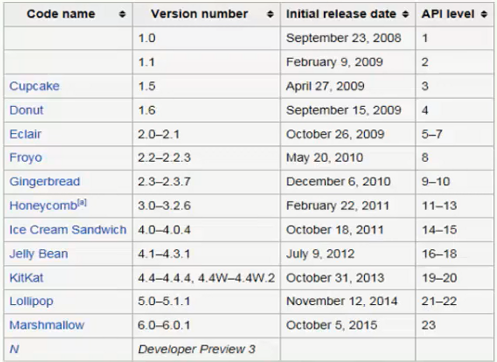 Code name Version number Initial release date API level
1.0 September 23, 2008 1
1.1 February 9, 2009 2
Cupcake 1.5 April 27, 2009 3
Donut 1.6 September 15, 2009 4
Eclair 2.0–2.1 October 26, 2009 5–7
Froyo 2.2–2.2.3 May 20, 2010 8
Gingerbread 2.3–2.3.7 December 6, 2010 9–10
Honeycomb[a] 3.0–3.2.6 February 22, 2011 11–13
Ice Cream Sandwich 4.0–4.0.4 October 18, 2011 14–15
Jelly Bean 4.1–4.3.1 July 9, 2012 16–18
KitKat 4.4–4.4.4, 4.4W–4.4W.2 October 31, 2013 19–20
Lollipop 5.0–5.1.1 November 12, 2014 21–22
Marshmallow 6.0–6.0.1 October 5, 2015 23
N Developer Preview 3